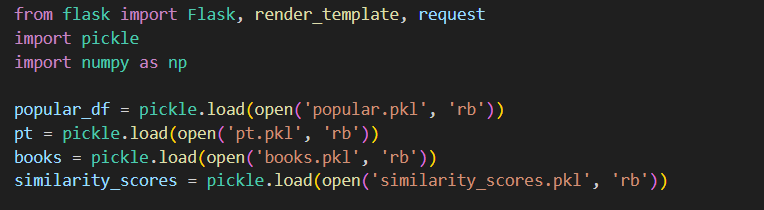 from flask import Flask, render_template, request
import pickle
import numpy as np
popular_df = pickle.load(open('popular.pkl', 'rb'))
pt = pickle.load(open('pt.pkl', 'rb'))
books = pickle.load(open('books.pkl', 'rb'))
similarity_scores = pickle.load(open('similarity_scores.pkl', 'rb'))